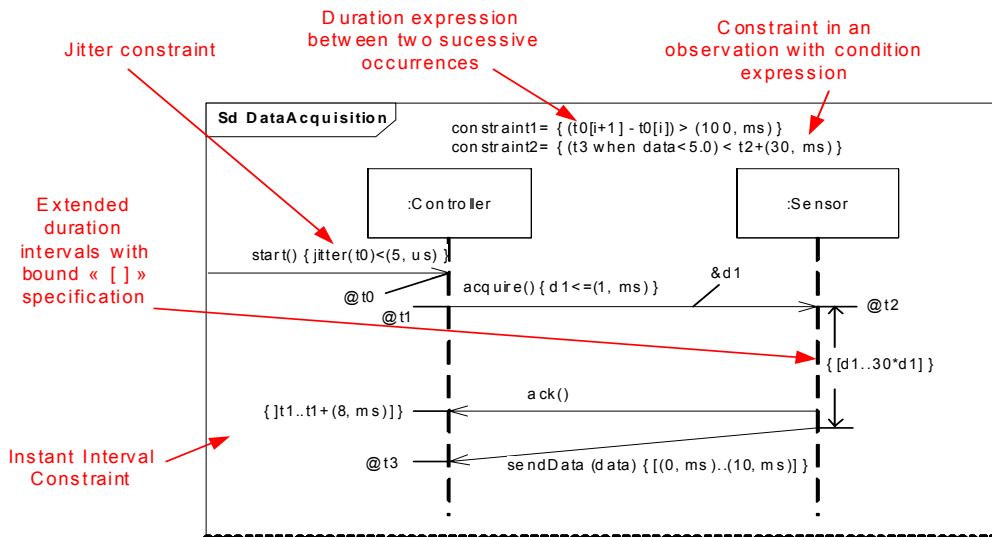 Duration expression
between two sucessive
occurrences
Constraint in an
observation with condition
expression
Jitter constraint
Sd DataAcquisition
constraint1= { (t0[i+1] - t0[i]) > (100, ms) }
constraint2= { (t3 when data<5.0) < t2+(30, ms) }
:Controller
:Sensor
Extended
duration
intervals with
bound « [ ] »
specification
start() { jitter(t0)<(5, us) }
@t0
acquire() { d1<=(1, ms) }
&d1
@t1
@t2
{ [d1..30*d1] }
ack()
{ ]t1..t1+(8, ms)] }
Instant Interval
Constraint
@t3
sendData (data) { [(0, ms)..(10, ms)] }